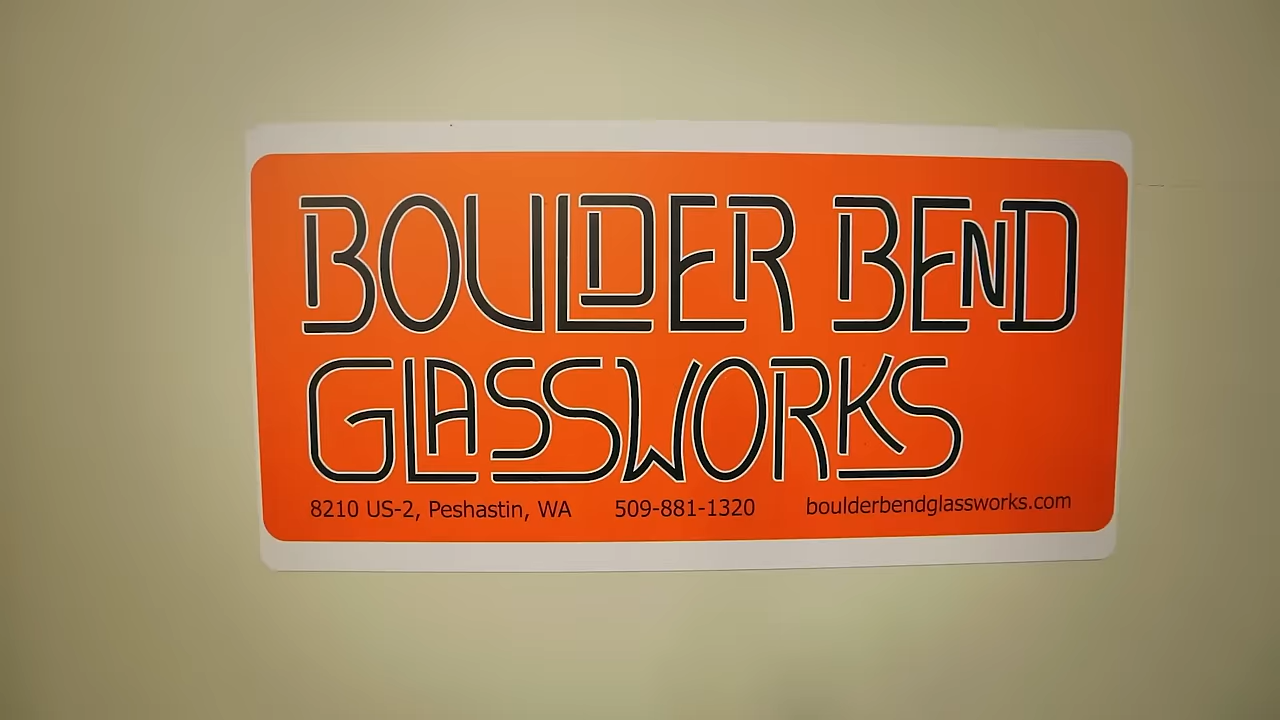 BOULDER BEND
GLASSWORKS
8210 US-2, Peshastin, WA 509-881-1320 boulderbendglassworks.com